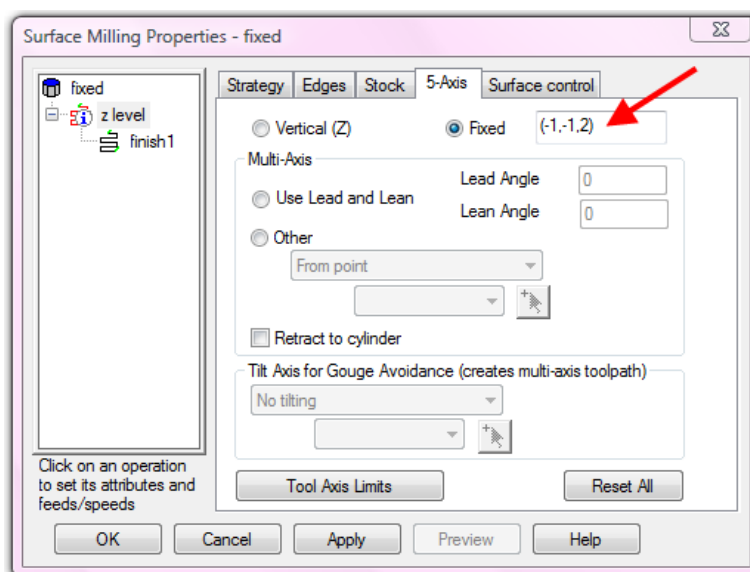 Surface Milling Properties - fixed
fixed
z level
finish1
Click on an operation
to set its attributes and
feeds/speeds
Strategy Edges Stock 5-Axis Surface control
Vertical (Z) Fixed (-1,-1,2)
Multi-Axis
Use Lead and Lean
Lead Angle 0
Lean Angle 0
Other
From point
Retract to cylinder
Tilt Axis for Gouge Avoidance (creates multi-axis toolpath)
No tilting
Tool Axis Limits Reset All
OK Cancel Apply Preview Help